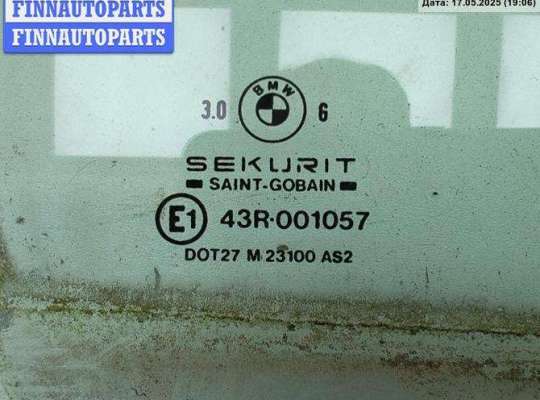 FINNAUTOPARTS
FINNAUTOPARTS
Дата: 17.05.2025 (19:06)
BMW
3.0 6
SEKURIT
SAINT-GOBAIN
E1 43R-001057
DOT27 M 23100 AS2